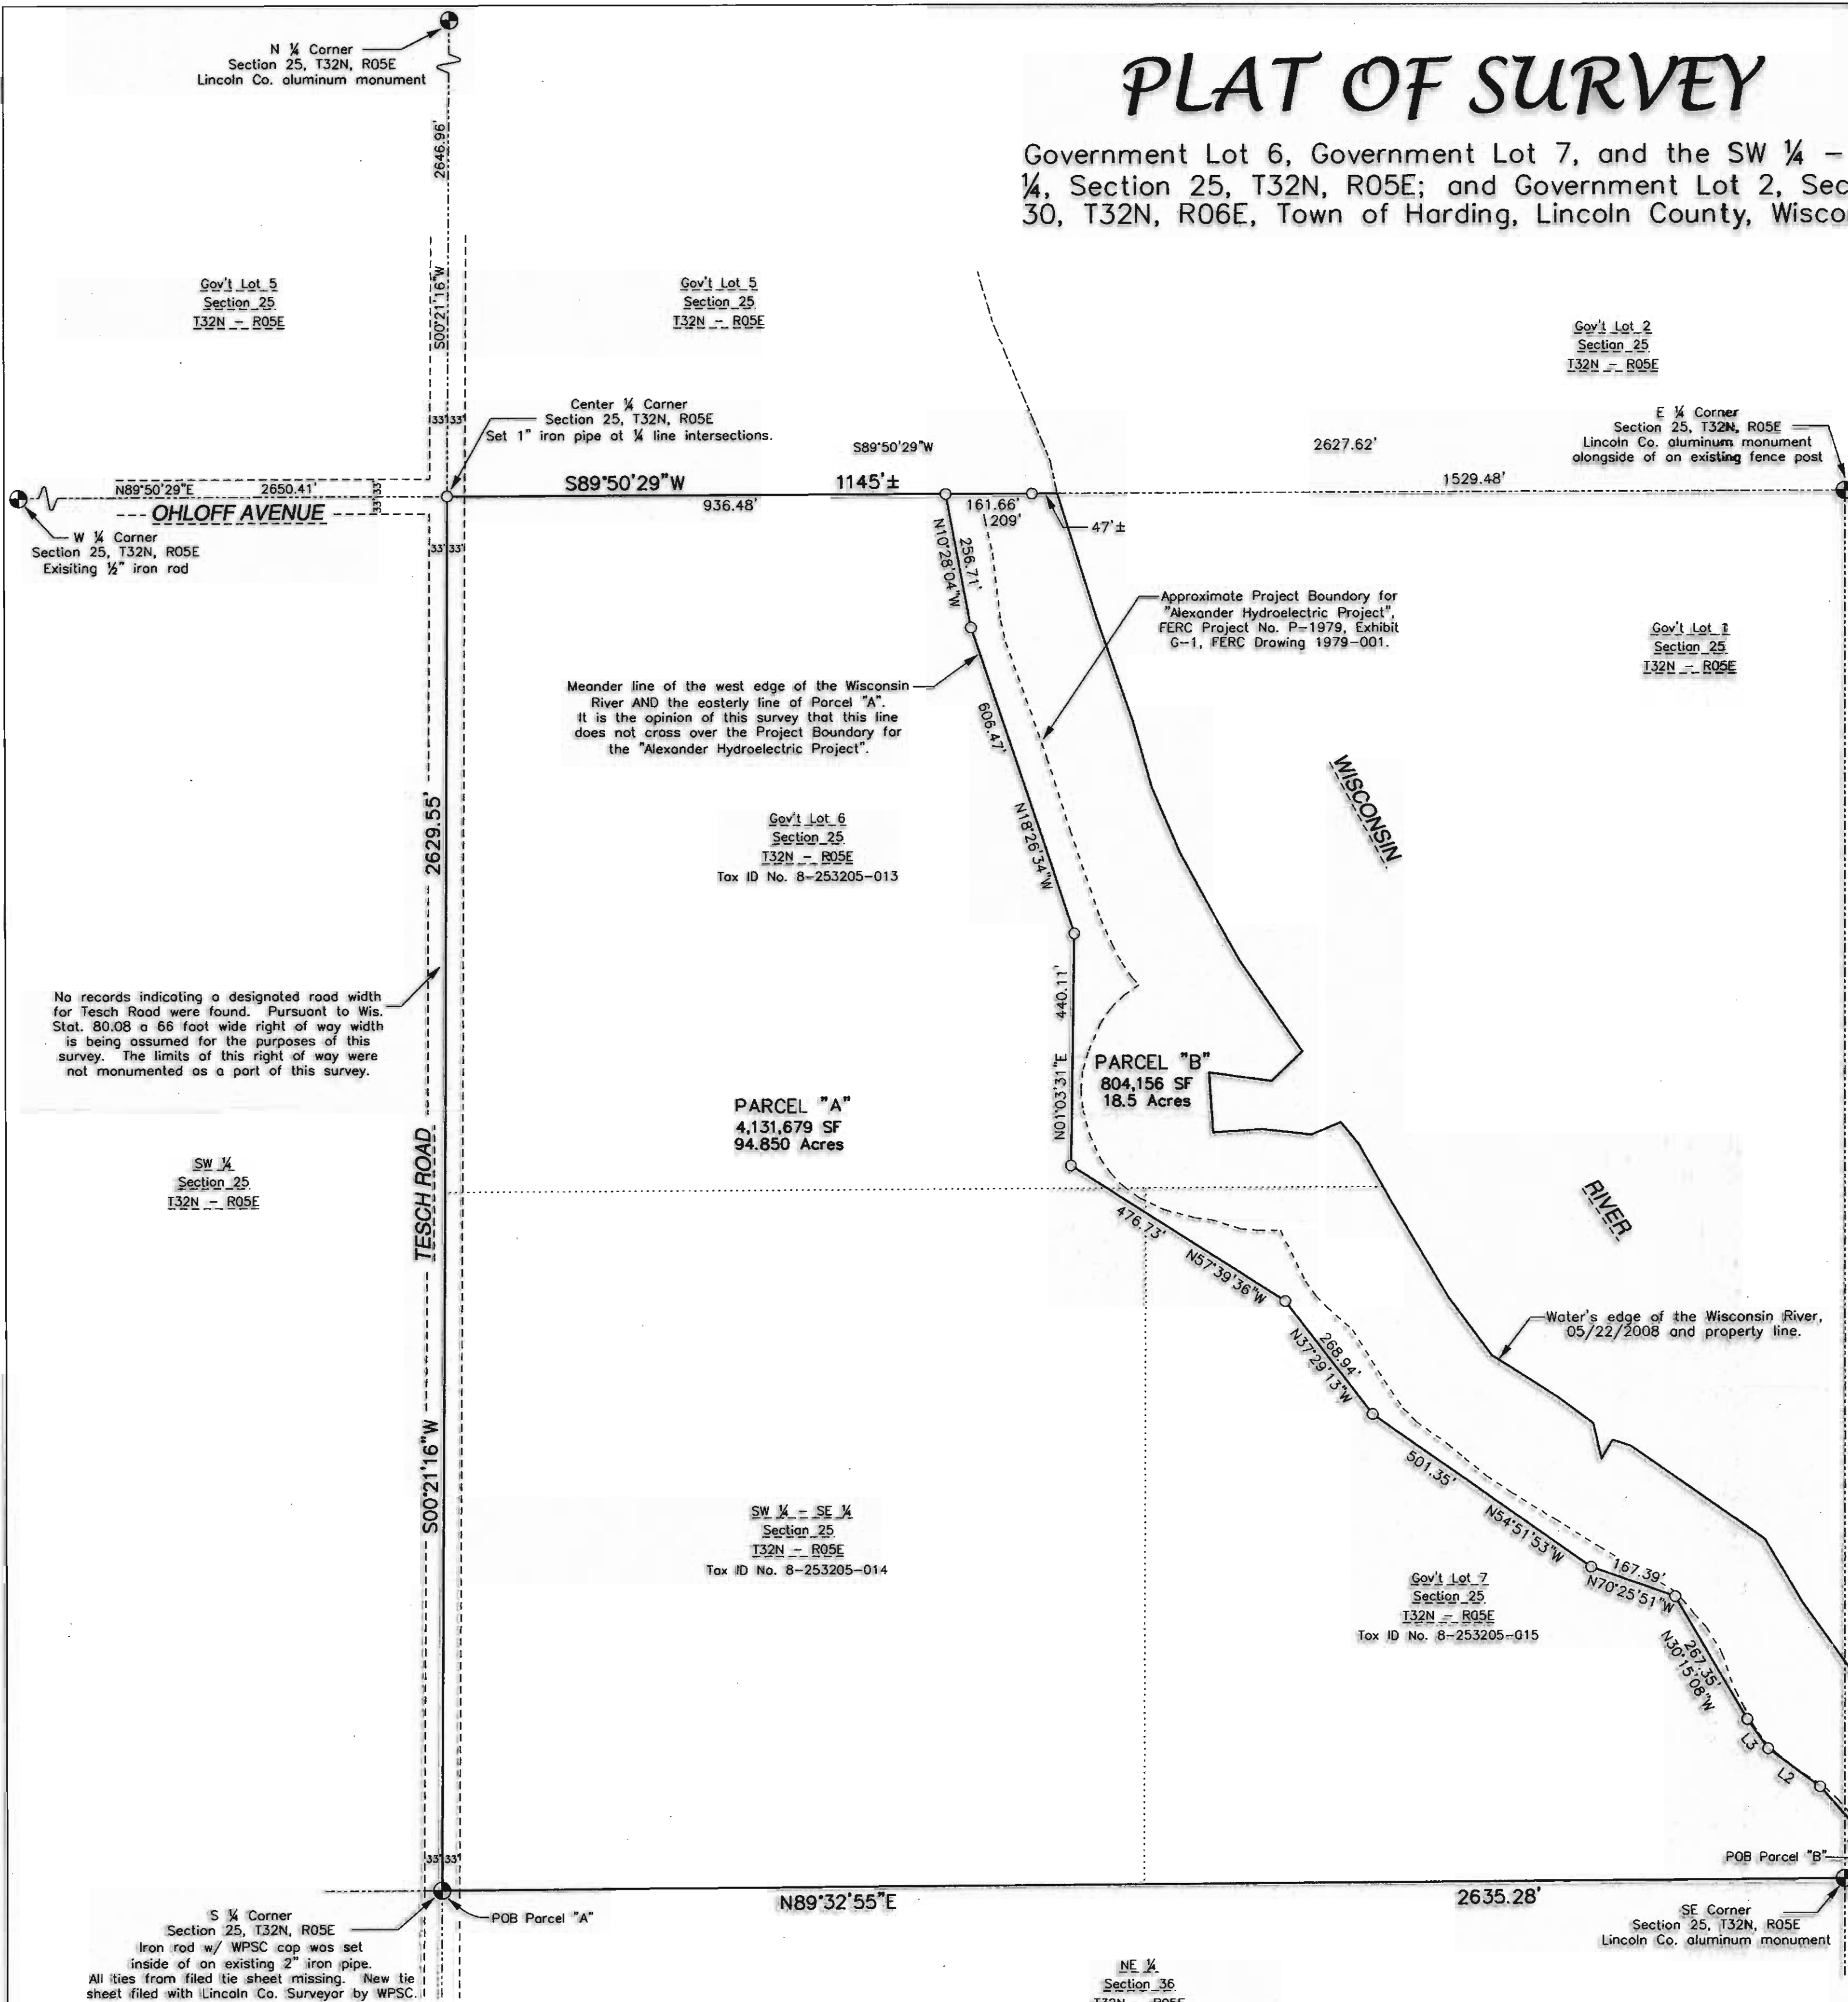 PLAT OF SURVEY
Government Lot 6, Government Lot 7, and the SW ¼ –
¼, Section 25, T32N, R05E; and Government Lot 2, Sec
30, T32N, R06E, Town of Harding, Lincoln County, Wisco
N ¼ Corner
Section 25, T32N, R05E
Lincoln Co. aluminum monument
2646.96'
S00°21'16"W
Gov't Lot 5
Section 25
T32N – R05E
Gov't Lot 5
Section 25
T32N – R05E
Gov't Lot 2
Section 25
T32N – R05E
Center ¼ Corner
Section 25, T32N, R05E
Set 1" iron pipe at ¼ line intersections.
33'33'
S89°50'29"W
2627.62'
E ¼ Corner
Section 25, T32N, R05E
Lincoln Co. aluminum monument
alongside of an existing fence post
N89°50'29"E
2650.41'
33'33'
OHLOFF AVENUE
S89°50'29"W
1145'±
936.48'
161.66'
1209'
47'±
1529.48'
W ¼ Corner
Section 25, T32N, R05E
Exisiting ½" iron rod
33'33'
256.71'
N10°28'04"W
Approximate Project Boundary for
"Alexander Hydroelectric Project",
FERC Project No. P–1979, Exhibit
G–1, FERC Drawing 1979–001.
Gov't Lot 1
Section 25
T32N – R05E
Meander line of the west edge of the Wisconsin
River AND the easterly line of Parcel "A".
It is the opinion of this survey that this line
does not cross over the Project Boundary for
the "Alexander Hydroelectric Project".
606.47'
N18°26'34"W
WISCONSIN
2629.55'
Gov't Lot 6
Section 25
T32N – R05E
Tax ID No. 8–253205–013
No records indicating a designated road width
for Tesch Road were found. Pursuant to Wis.
Stat. 80.08 a 66 foot wide right of way width
is being assumed for the purposes of this
survey. The limits of this right of way were
not monumented as a part of this survey.
440.11'
N01°03'31"E
PARCEL "B"
804,156 SF
18.5 Acres
PARCEL "A"
4,131,679 SF
94.850 Acres
SW ¼
Section 25
T32N – R05E
TESCH ROAD
RIVER
476.73'
N57°39'36"W
268.94'
N37°29'13"W
Water's edge of the Wisconsin River,
05/22/2008 and property line.
S00°21'16"W
501.35'
N54°51'53"W
SW ¼ – SE ¼
Section 25
T32N – R05E
Tax ID No. 8–253205–014
167.39'
N70°25'51"W
Gov't Lot 7
Section 25
T32N – R05E
Tax ID No. 8–253205–015
267.35'
N30°15'08"W
L3
L2
33'33'
POB Parcel "B"
N89°32'55"E
2635.28'
POB Parcel "A"
S ¼ Corner
Section 25, T32N, R05E
Iron rod w/ WPSC cap was set
inside of an existing 2" iron pipe.
All ties from filed tie sheet missing. New tie
sheet filed with Lincoln Co. Surveyor by WPSC.
SE Corner
Section 25, T32N, R05E
Lincoln Co. aluminum monument
NE ¼
Section 36
T32N – R05E